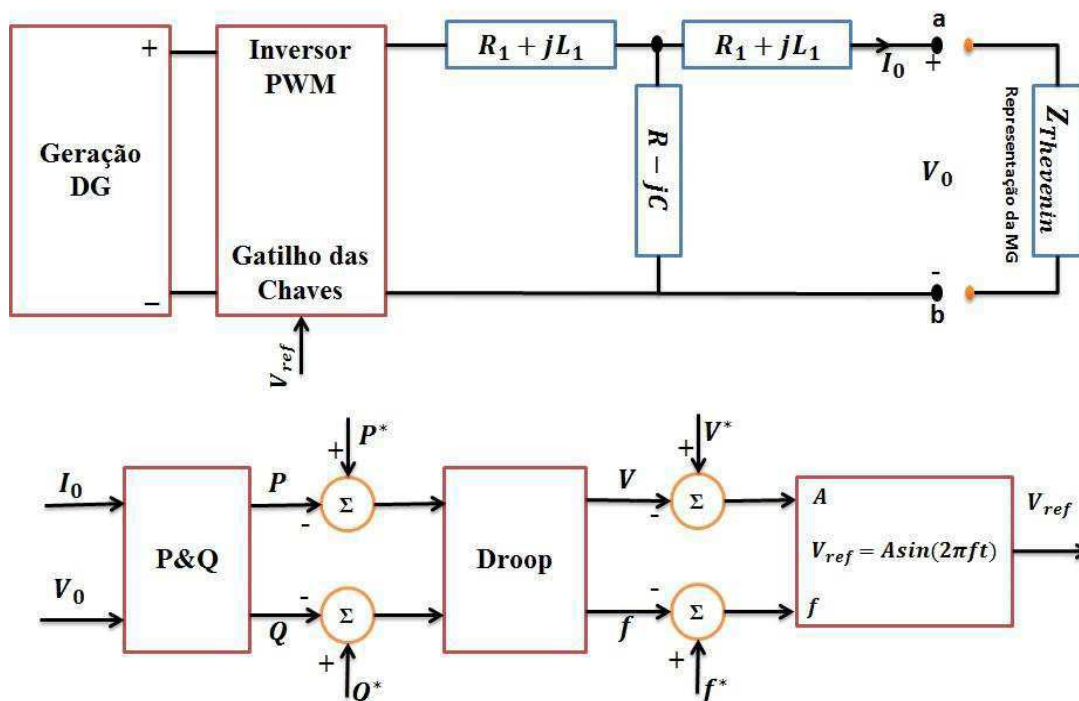 Geração
DG
+
−
Inversor
PWM
Gatilho das
Chaves
V_ref
R₁ + jL₁
R₁ + jL₁
R − jC
I₀
a
+
V₀
-
b
Representação da MG
Z_Thevenin
I₀
V₀
P&Q
P
Q
P*
+
-
Σ
-
Σ
+
Q*
Droop
V
f
V*
+
-
Σ
-
Σ
+
f*
A
V_ref = Asin(2πft)
f
V_ref